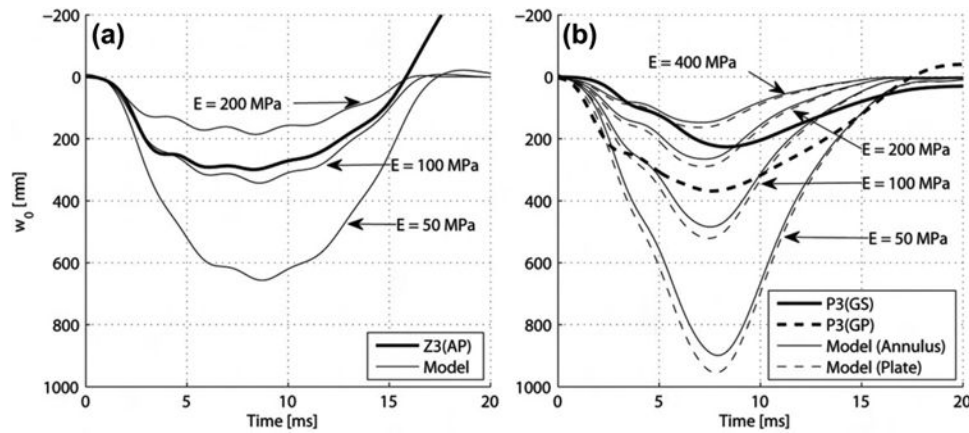 -200
(a)
0
E = 200 MPa
200
E = 100 MPa
400
E = 50 MPa
600
800
Z3(AP)
Model
1000
0 5 10 15 20
Time [ms]
w0 [mm]
-200
(b)
0
E = 400 MPa
200
E = 200 MPa
E = 100 MPa
400
E = 50 MPa
600
800
P3(GS)
P3(GP)
Model (Annulus)
Model (Plate)
1000
0 5 10 15 20
Time [ms]